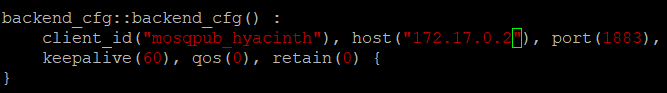 backend_cfg::backend_cfg() :
    client_id("mosqpub_hyacinth"), host("172.17.0.2"), port(1883),
    keepalive(60), qos(0), retain(0) {
}